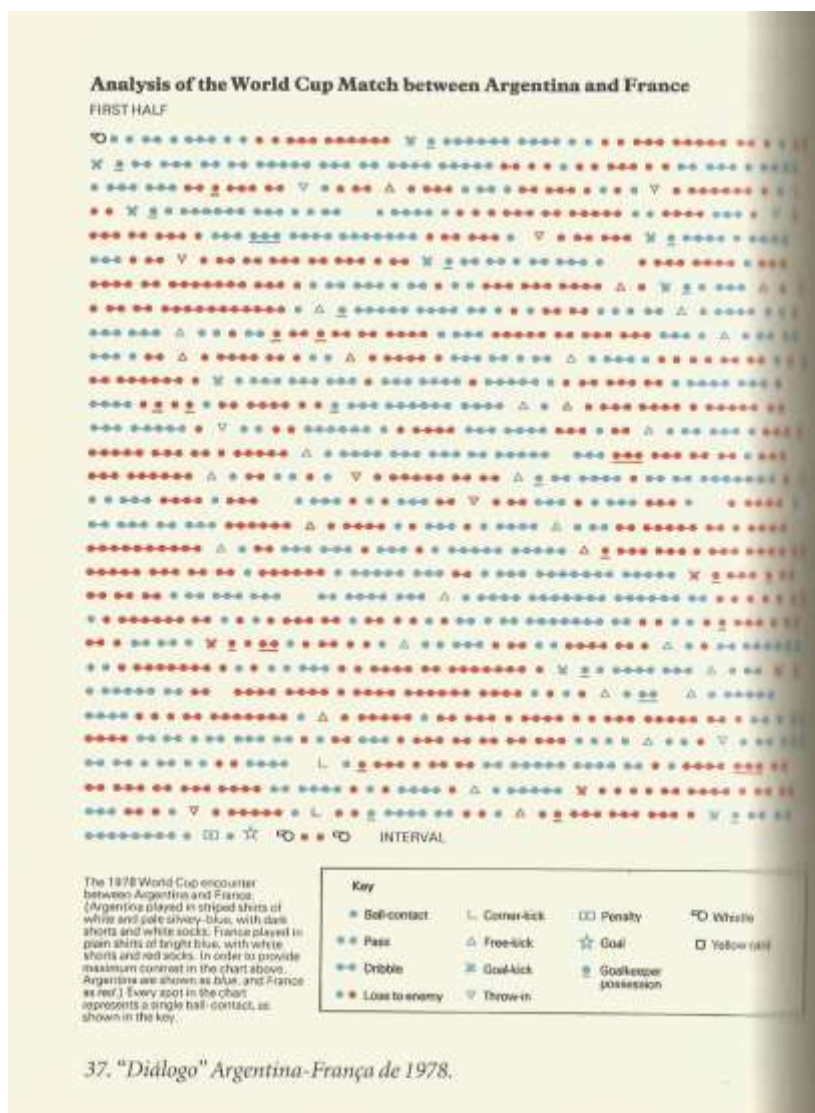 Analysis of the World Cup Match between Argentina and France
FIRST HALF
INTERVAL
The 1978 World Cup encounter
between Argentina and France.
(Argentina played in striped shirts of
white and pale silvery-blue, with dark
shorts and white socks. France played in
plain shirts of bright blue, with white
shorts and red socks. In order to provide
maximum contrast in the chart above,
Argentina are shown as blue, and France
as red.) Every spot in the chart
represents a single ball-contact, as
shown in the key.
Key
Ball-contact
Pass
Dribble
Loss to enemy
Corner-kick
Free-kick
Goal-kick
Throw-in
Penalty
Goal
Goalkeeper
possession
Whistle
Yellow card
37. “Diálogo” Argentina-França de 1978.